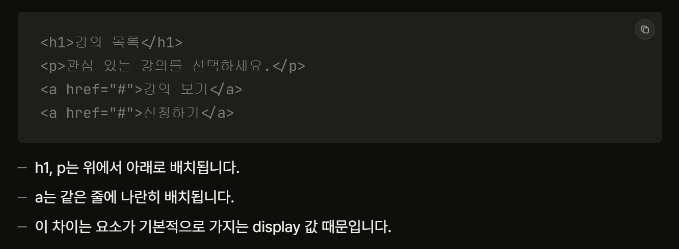 <h1>강의 목록</h1>
<p>관심 있는 강의를 선택하세요.</p>
<a href="#">강의 보기</a>
<a href="#">신청하기</a>
— h1, p는 위에서 아래로 배치됩니다.
— a는 같은 줄에 나란히 배치됩니다.
— 이 차이는 요소가 기본적으로 가지는 display 값 때문입니다.